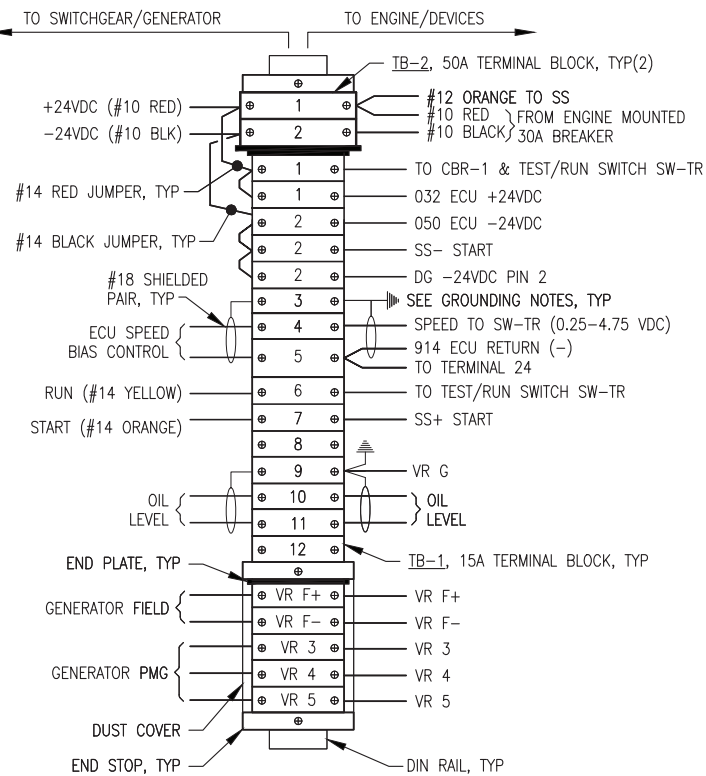 TO SWITCHGEAR/GENERATOR
TO ENGINE/DEVICES
TB-2, 50A TERMINAL BLOCK, TYP(2)
+24VDC (#10 RED)
1
#12 ORANGE TO SS
#10 RED
FROM ENGINE MOUNTED
-24VDC (#10 BLK)
2
#10 BLACK
30A BREAKER
1
TO CBR-1 & TEST/RUN SWITCH SW-TR
#14 RED JUMPER, TYP
1
032 ECU +24VDC
2
050 ECU -24VDC
#14 BLACK JUMPER, TYP
2
SS- START
2
DG -24VDC PIN 2
#18 SHIELDED
PAIR, TYP
3
SEE GROUNDING NOTES, TYP
ECU SPEED
BIAS CONTROL
4
SPEED TO SW-TR (0.25-4.75 VDC)
5
914 ECU RETURN (-)
TO TERMINAL 24
RUN (#14 YELLOW)
6
TO TEST/RUN SWITCH SW-TR
START (#14 ORANGE)
7
SS+ START
8
9
VR G
OIL
LEVEL
10
11
OIL
LEVEL
12
TB-1, 15A TERMINAL BLOCK, TYP
END PLATE, TYP
GENERATOR FIELD
VR F+
VR F+
VR F-
VR F-
GENERATOR PMG
VR 3
VR 3
VR 4
VR 4
VR 5
VR 5
DUST COVER
END STOP, TYP
DIN RAIL, TYP